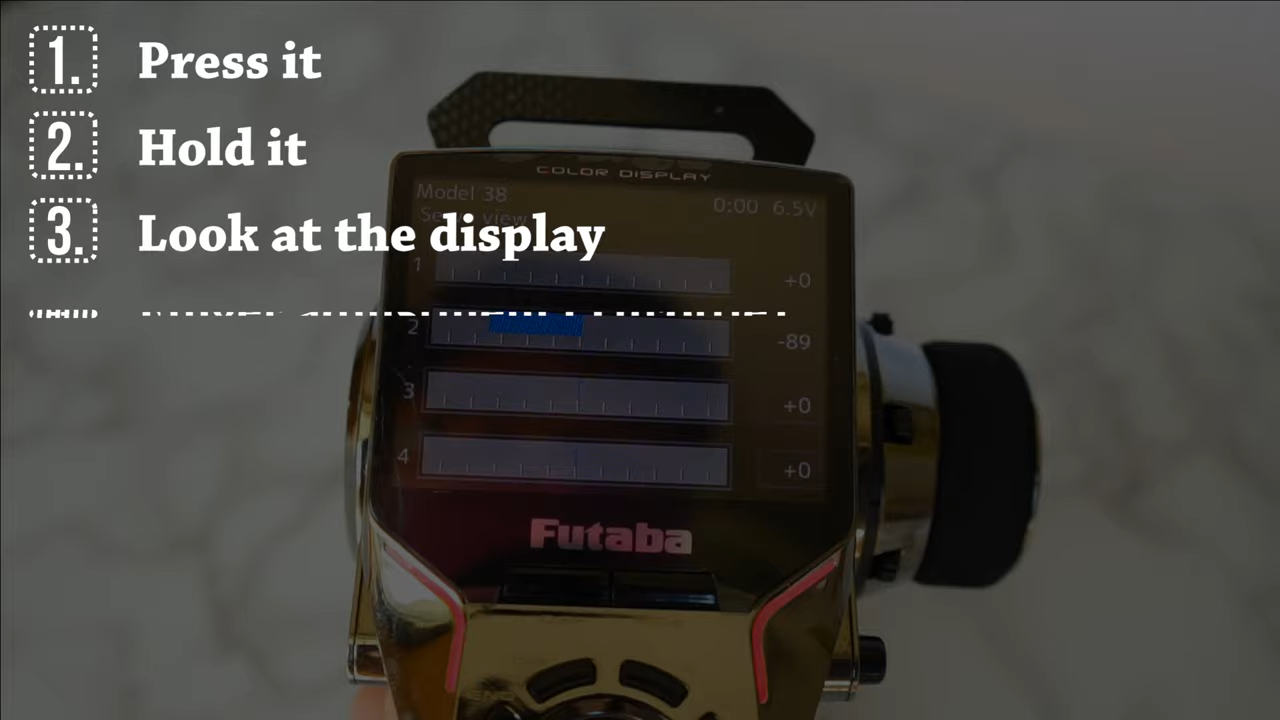 1. Press it
2. Hold it
3. Look at the display
COLOR DISPLAY
Model 38
0:00 6.5V
1 +0
2 -89
3 +0
4 +0
Futaba